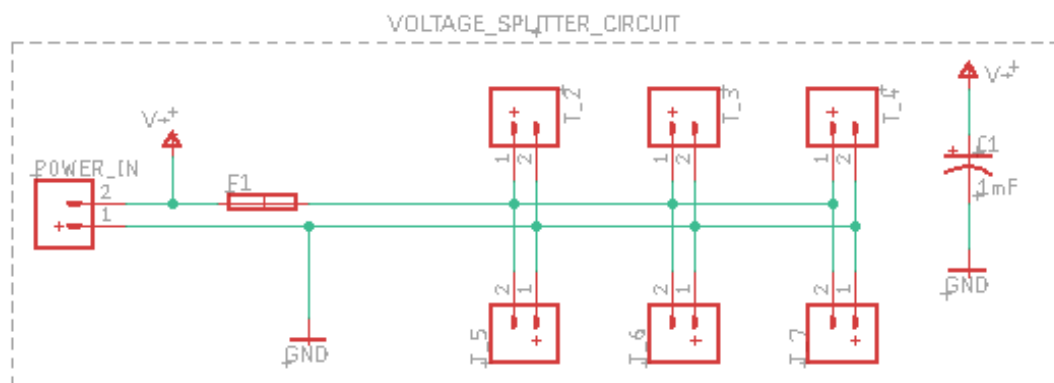 VOLTAGE_SPLITTER_CIRCUIT
V+
POWER_IN
2
1
F1
GND
T_2
1
2
T_3
1
2
T_4
1
2
2
1
T_5
2
1
T_6
2
1
T_7
V+
C1
1mF
GND